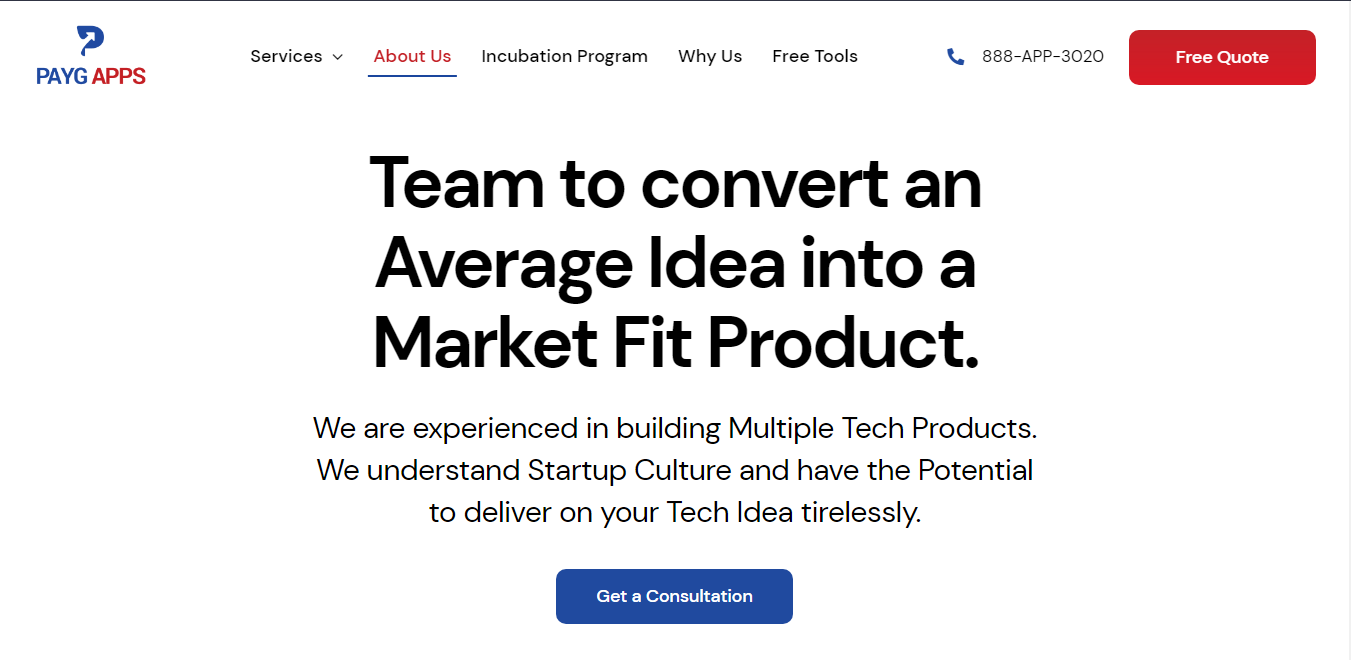 PAYG APPS
Services
About Us
Incubation Program
Why Us
Free Tools
888-APP-3020
Free Quote
Team to convert an
Average Idea into a
Market Fit Product.
We are experienced in building Multiple Tech Products.
We understand Startup Culture and have the Potential
to deliver on your Tech Idea tirelessly.
Get a Consultation